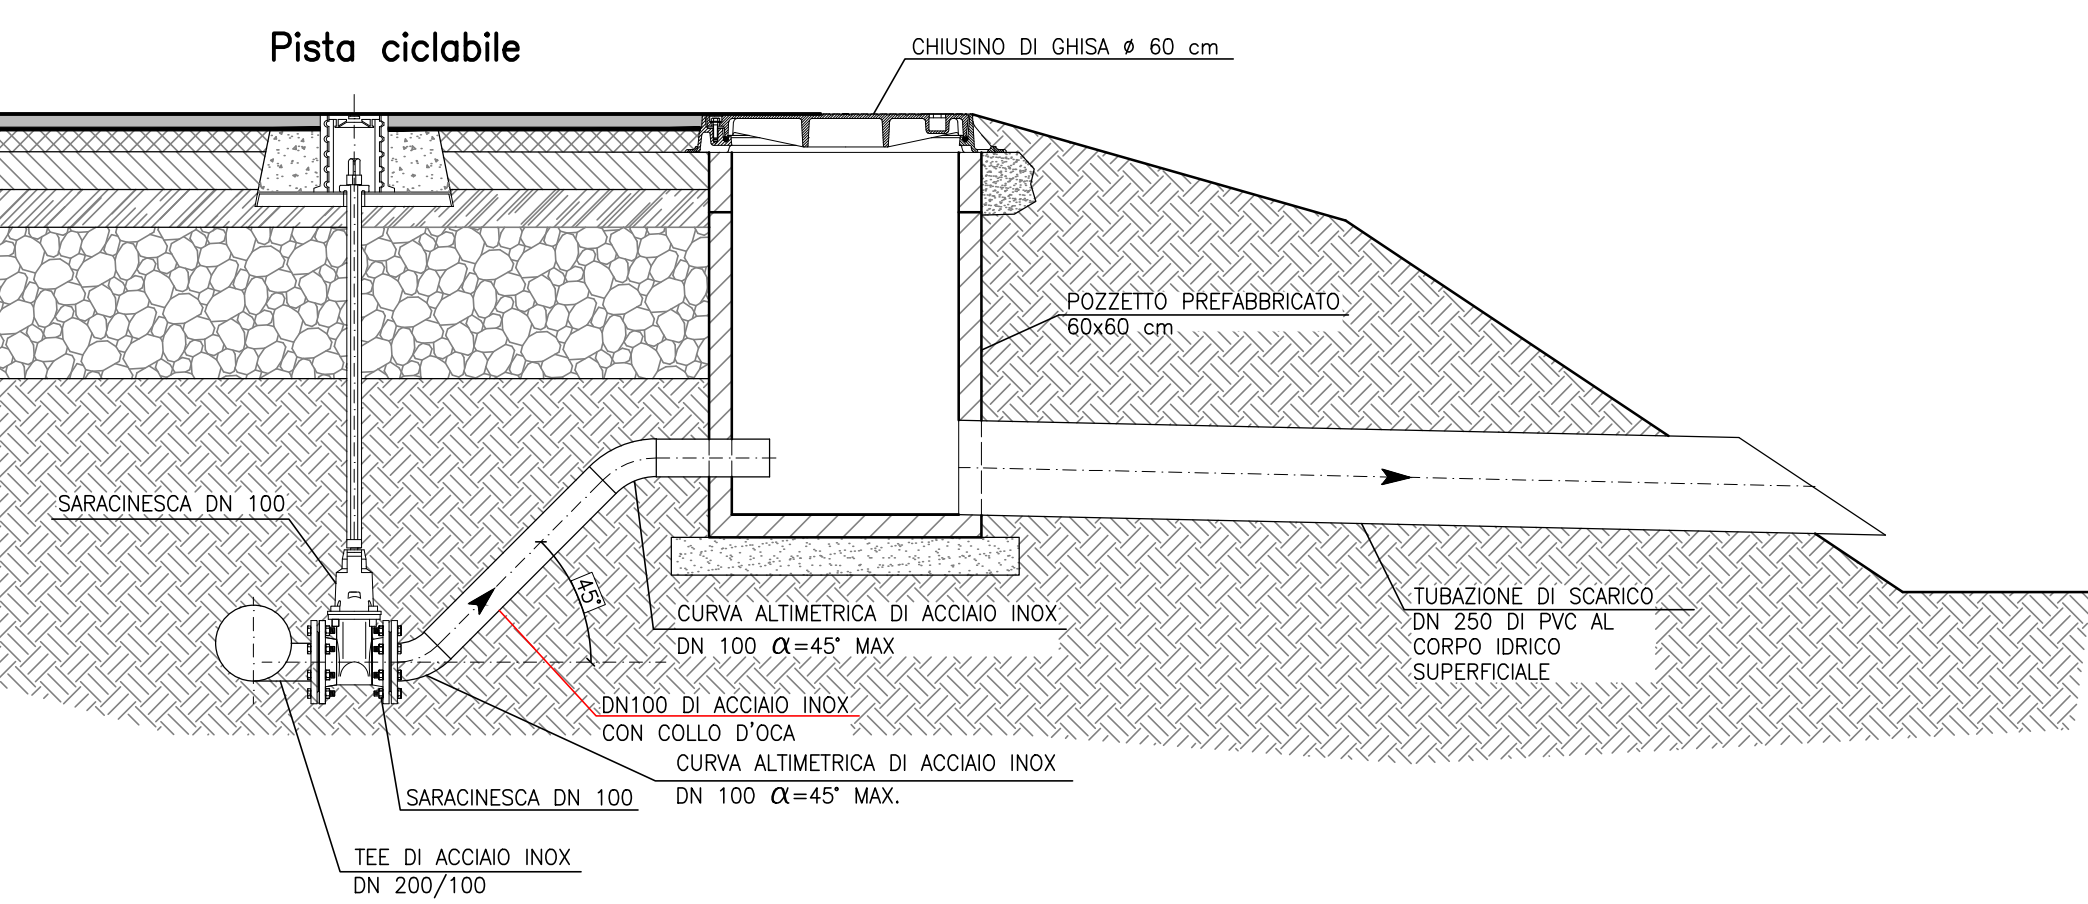 Pista ciclabile
CHIUSINO DI GHISA ø 60 cm
POZZETTO PREFABBRICATO
60x60 cm
SARACINESCA DN 100
45°
CURVA ALTIMETRICA DI ACCIAIO INOX
DN 100 α=45° MAX
TUBAZIONE DI SCARICO
DN 250 DI PVC AL
CORPO IDRICO
SUPERFICIALE
DN100 DI ACCIAIO INOX
CON COLLO D'OCA
CURVA ALTIMETRICA DI ACCIAIO INOX
DN 100 α=45° MAX.
SARACINESCA DN 100
TEE DI ACCIAIO INOX
DN 200/100